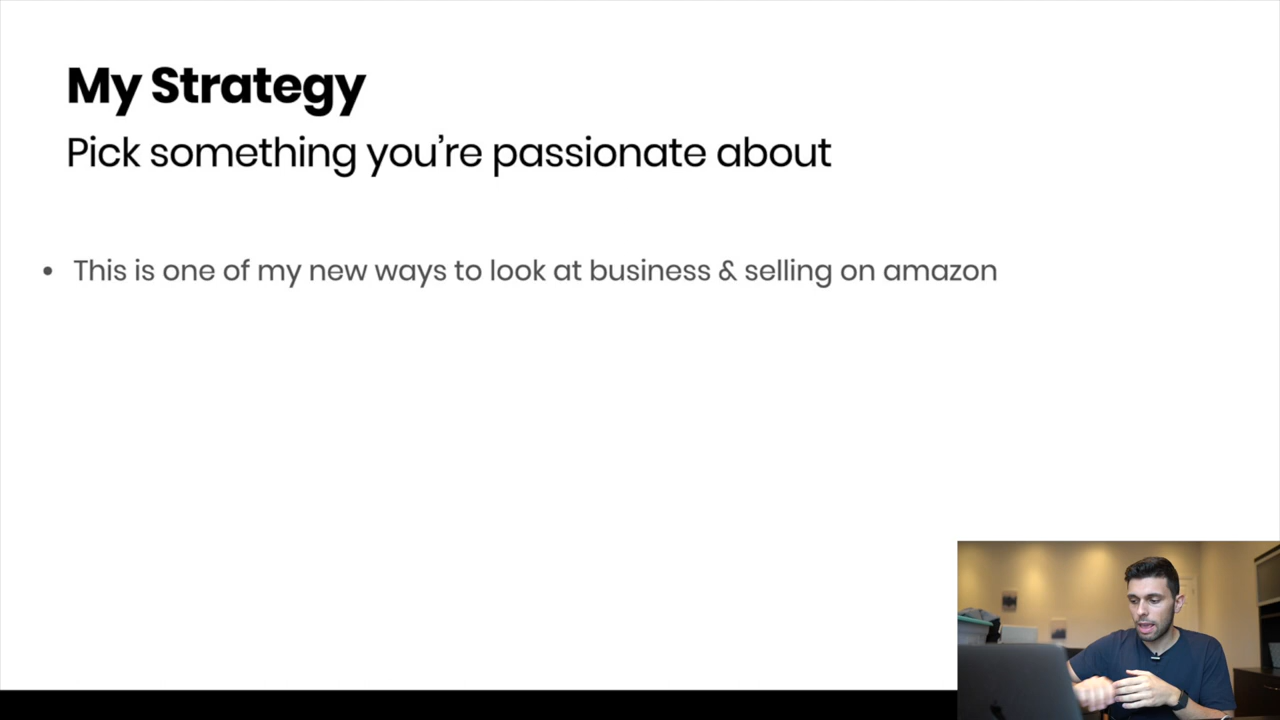 My Strategy
Pick something you’re passionate about
• This is one of my new ways to look at business & selling on amazon